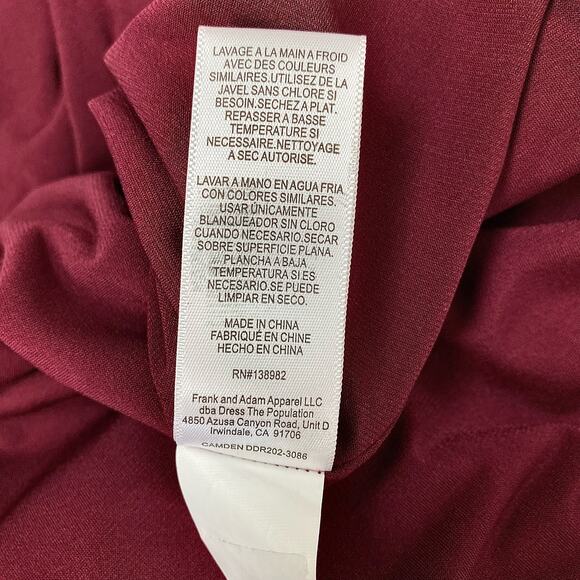 LAVAGE A LA MAIN A FROID
AVEC DES COULEURS
SIMILAIRES.UTILISEZ DE LA
JAVEL SANS CHLORE SI
BESOIN.SECHEZ A PLAT.
REPASSER A BASSE
TEMPERATURE SI
NECESSAIRE.NETTOYAGE
A SEC AUTORISE.
LAVAR A MANO EN AGUA FRIA
CON COLORES SIMILARES.
USAR ÚNICAMENTE
BLANQUEADOR SIN CLORO
CUANDO NECESARIO.SECAR
SOBRE SUPERFICIE PLANA.
PLANCHA A BAJA
TEMPERATURA SI ES
NECESARIO.SE PUEDE
LIMPIAR EN SECO.
MADE IN CHINA
FABRIQUÉ EN CHINE
HECHO EN CHINA
RN#138982
Frank and Adam Apparel LLC
dba Dress The Population
4850 Azusa Canyon Road, Unit D
Irwindale, CA 91706
CAMDEN DDR202-3086